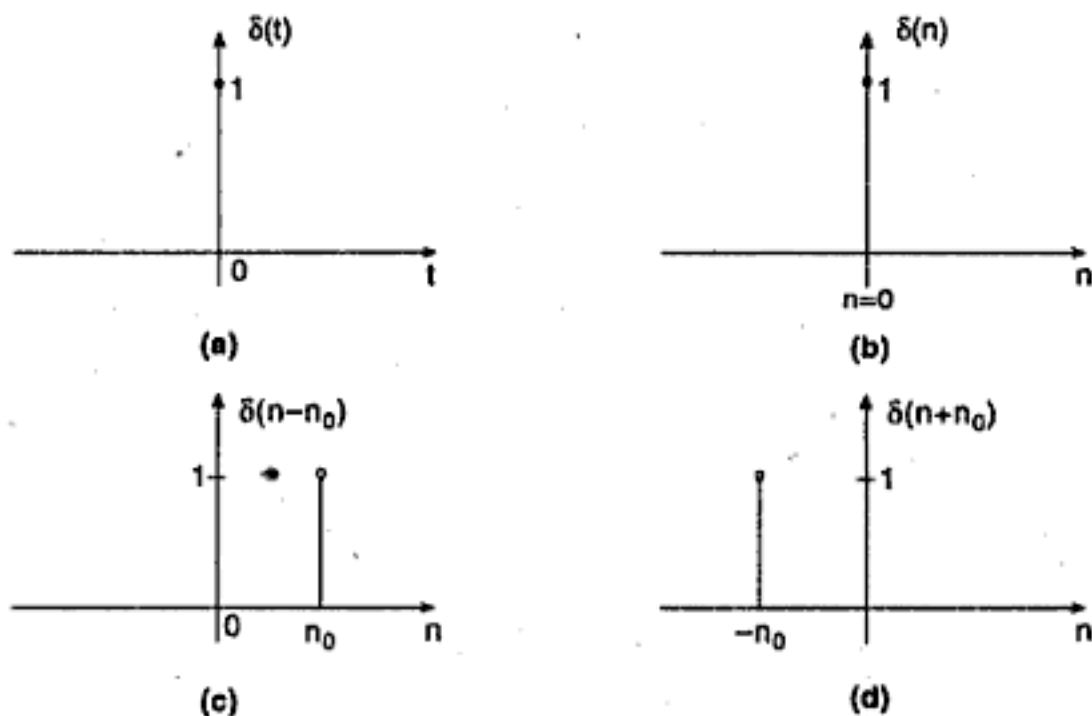 δ(t)
1
0
t
(a)
δ(n)
1
n=0
n
(b)
δ(n−n₀)
1
0
n₀
n
(c)
δ(n+n₀)
1
−n₀
n
(d)